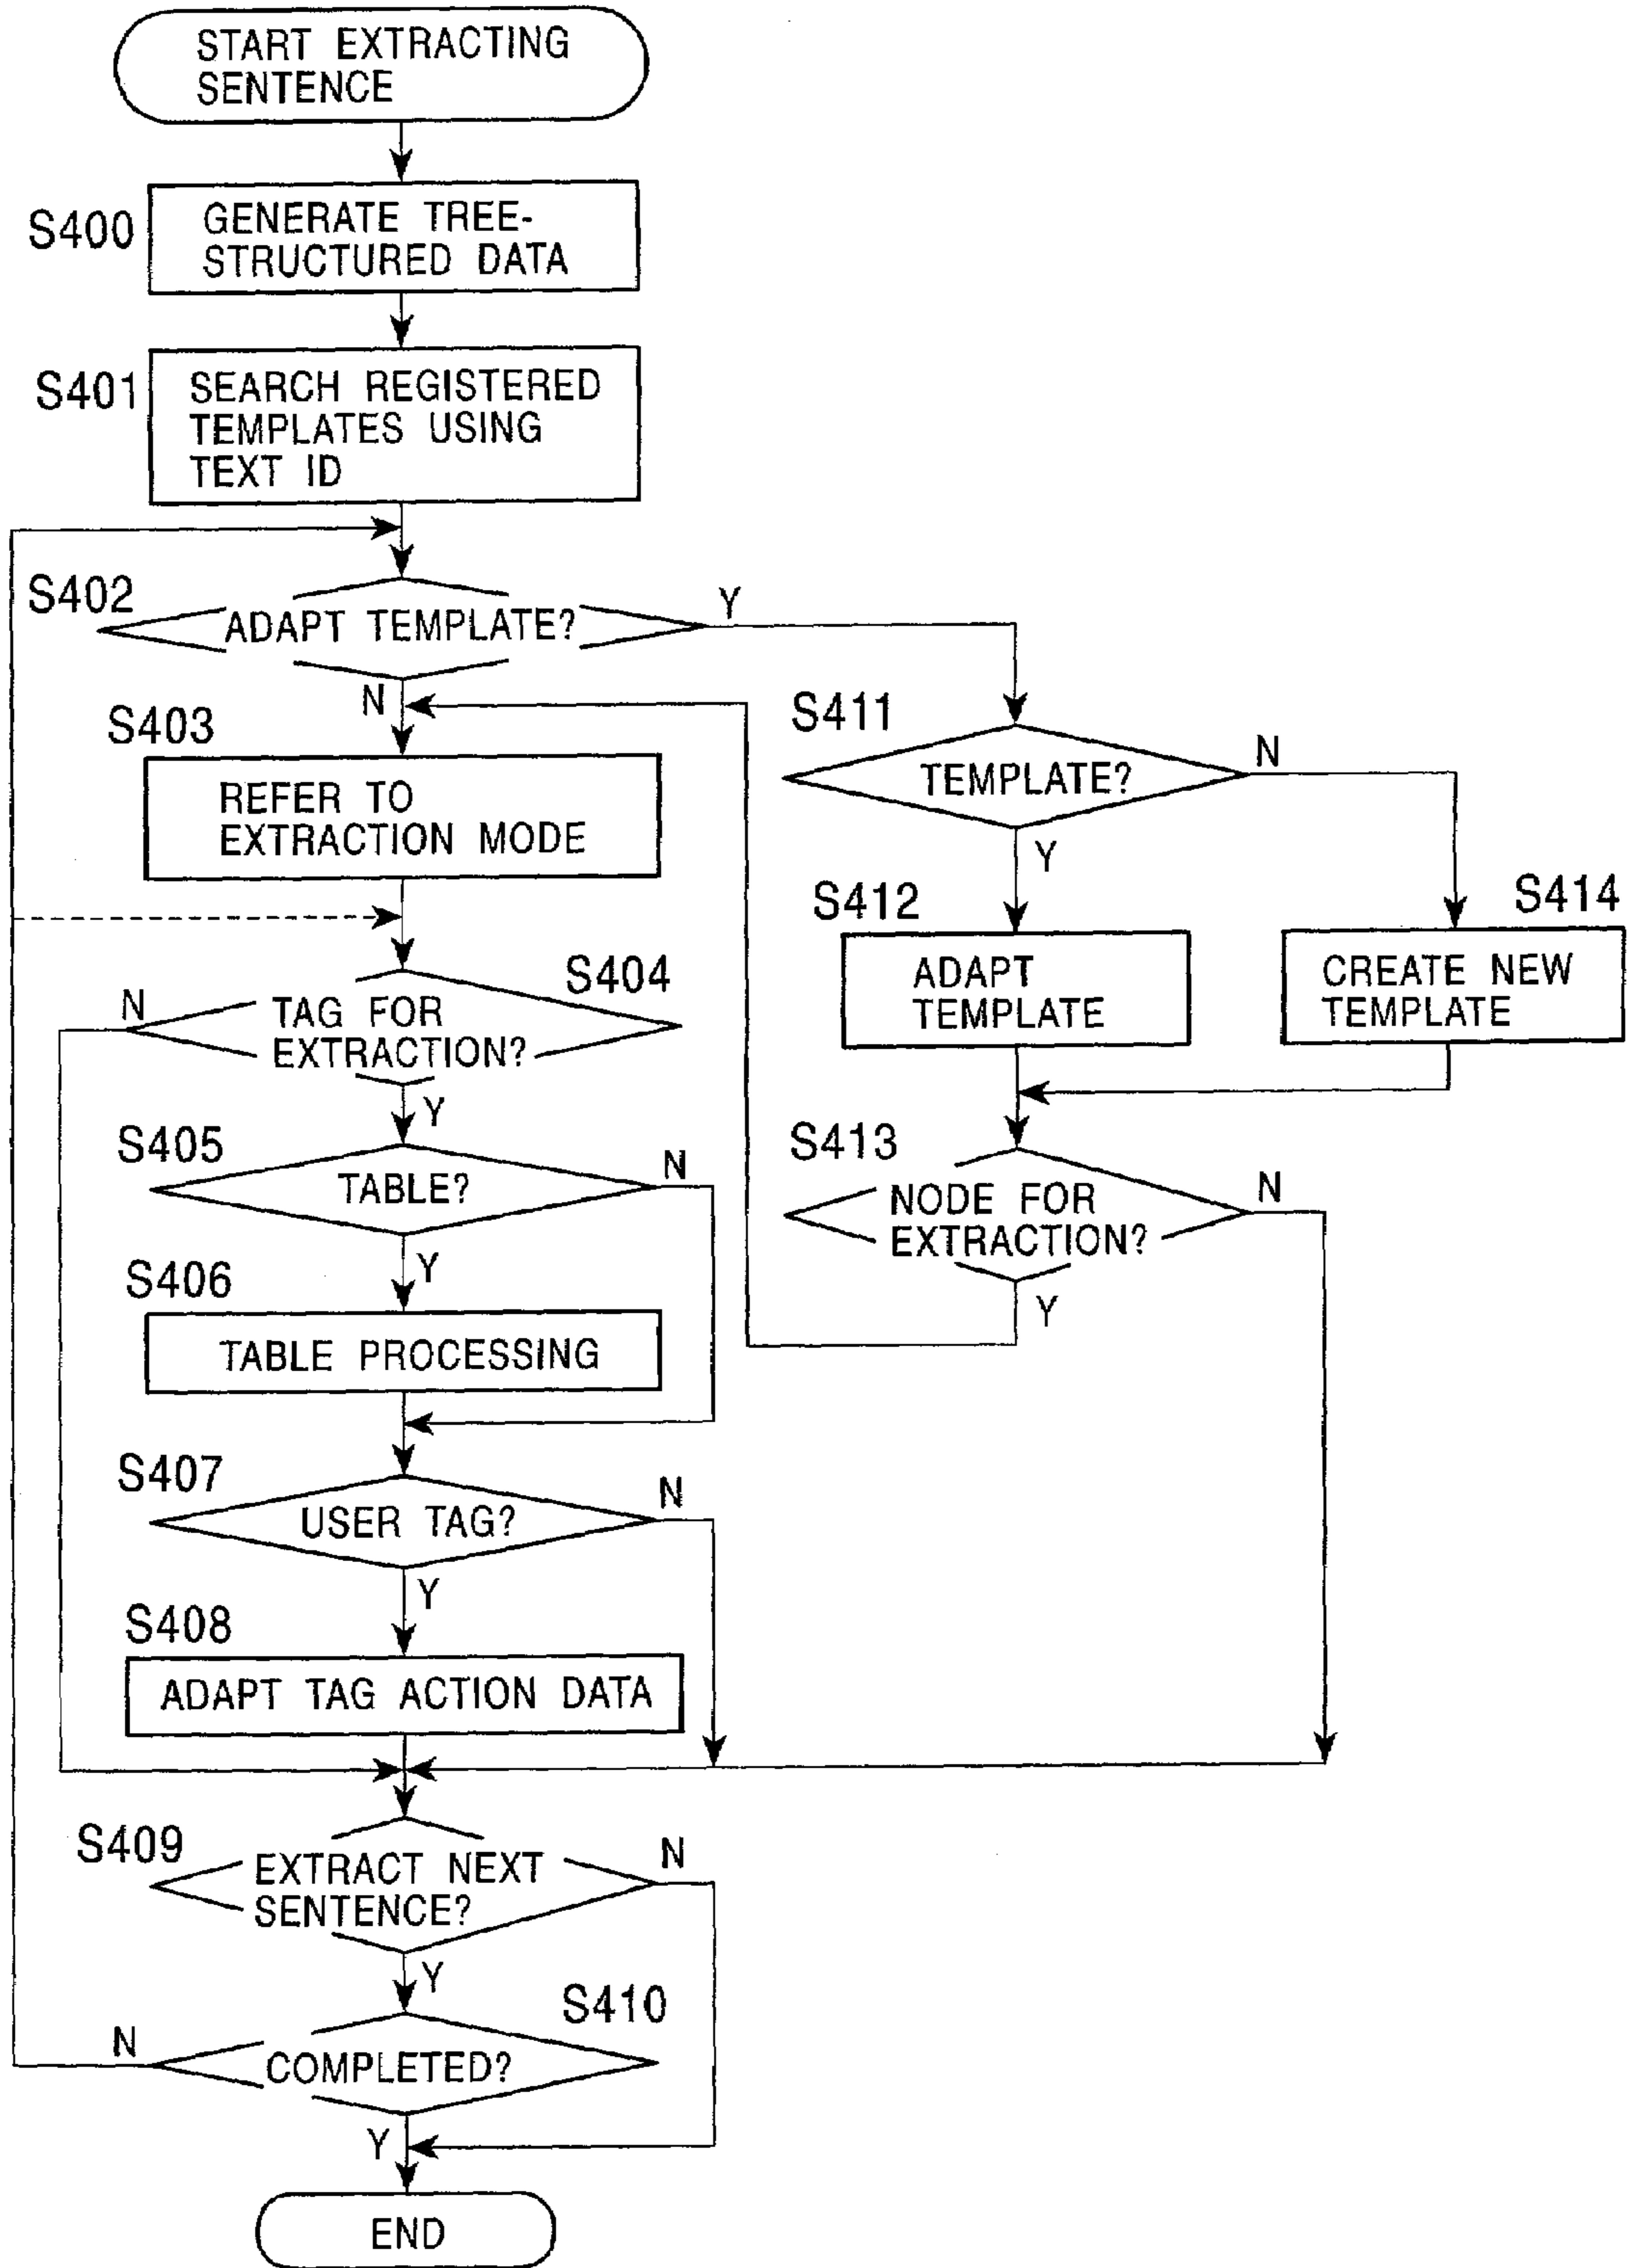 START EXTRACTING
SENTENCE
S400
GENERATE TREE-
STRUCTURED DATA
S401
SEARCH REGISTERED
TEMPLATES USING
TEXT ID
S402
ADAPT TEMPLATE?
Y
N
S403
REFER TO
EXTRACTION MODE
S411
TEMPLATE?
N
Y
S412
ADAPT
TEMPLATE
S414
CREATE NEW
TEMPLATE
S404
N
TAG FOR
EXTRACTION?
Y
S413
NODE FOR
EXTRACTION?
N
Y
S405
TABLE?
N
Y
S406
TABLE PROCESSING
S407
USER TAG?
N
Y
S408
ADAPT TAG ACTION DATA
S409
EXTRACT NEXT
SENTENCE?
N
Y
S410
N
COMPLETED?
Y
END